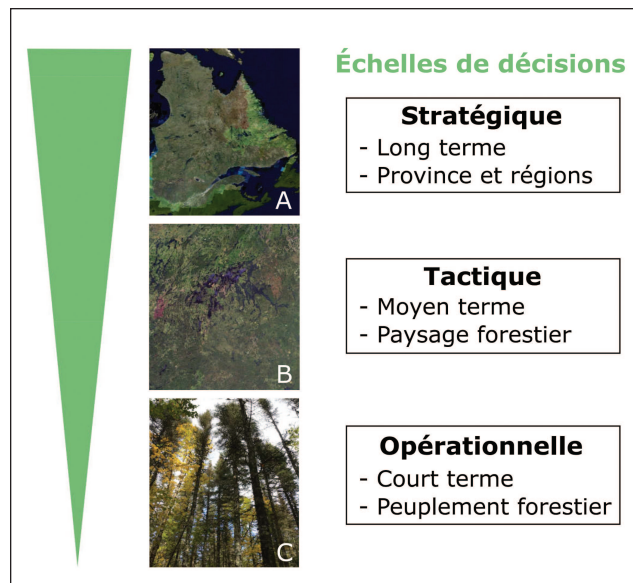 Échelles de décisions
A
Stratégique
- Long terme
- Province et régions
B
Tactique
- Moyen terme
- Paysage forestier
C
Opérationnelle
- Court terme
- Peuplement forestier